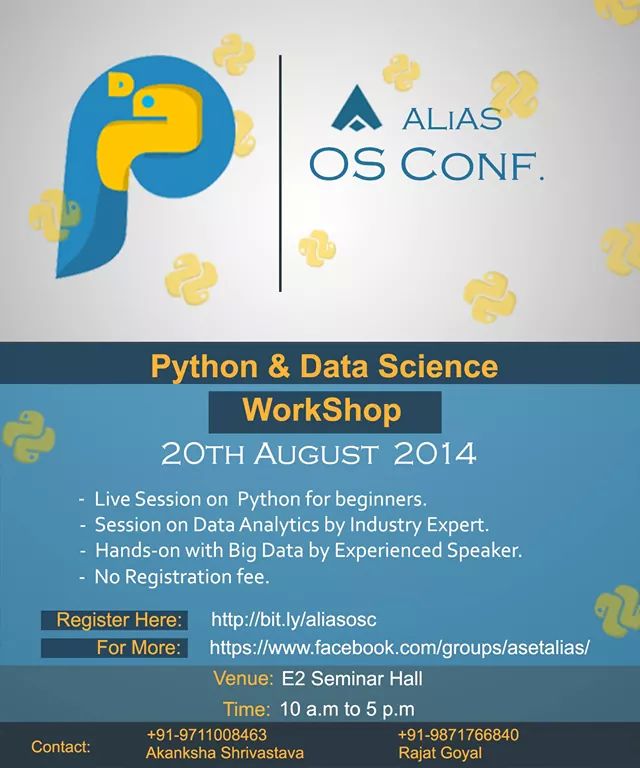 ALiAS
OS Conf.
Python & Data Science
WorkShop
20th August 2014
- Live Session on Python for beginners.
- Session on Data Analytics by Industry Expert.
- Hands-on with Big Data by Experienced Speaker.
- No Registration fee.
Register Here: http://bit.ly/aliasosc
For More: https://www.facebook.com/groups/asetalias/
Venue: E2 Seminar Hall
Time: 10 a.m to 5 p.m
Contact:
+91-9711008463
Akanksha Shrivastava
+91-9871766840
Rajat Goyal